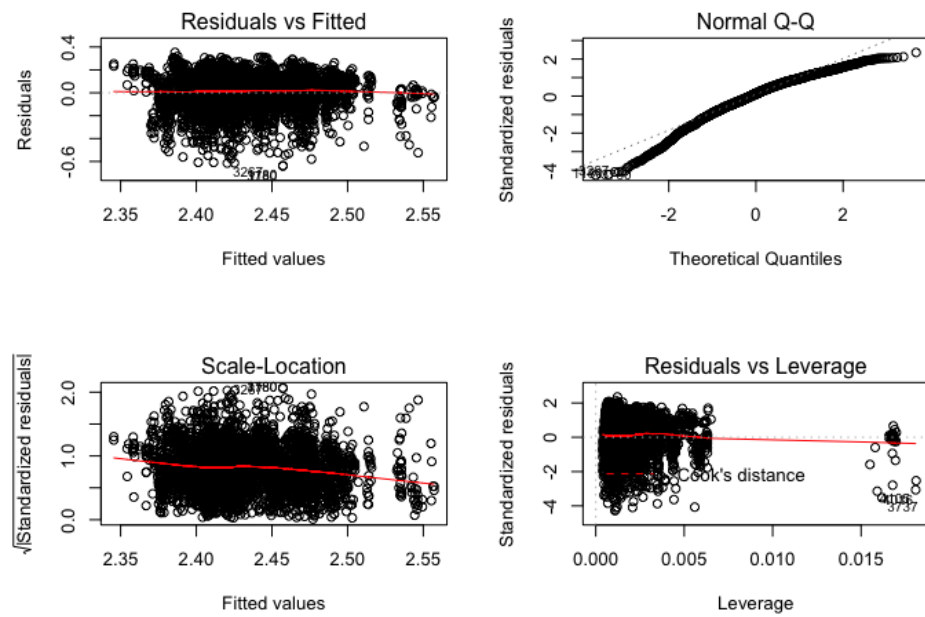 Residuals vs Fitted
Residuals
0.4
0.0
-0.6
3267
1780
2.35 2.40 2.45 2.50 2.55
Fitted values
Normal Q-Q
Standardized residuals
2
0
-2
-4
-2 0 2
Theoretical Quantiles
Scale-Location
√|Standardized residuals|
2.0
1.0
0.0
3267
1780
2.35 2.40 2.45 2.50 2.55
Fitted values
Residuals vs Leverage
Standardized residuals
2
0
-2
-4
Cook's distance
3737
0.000 0.005 0.010 0.015
Leverage